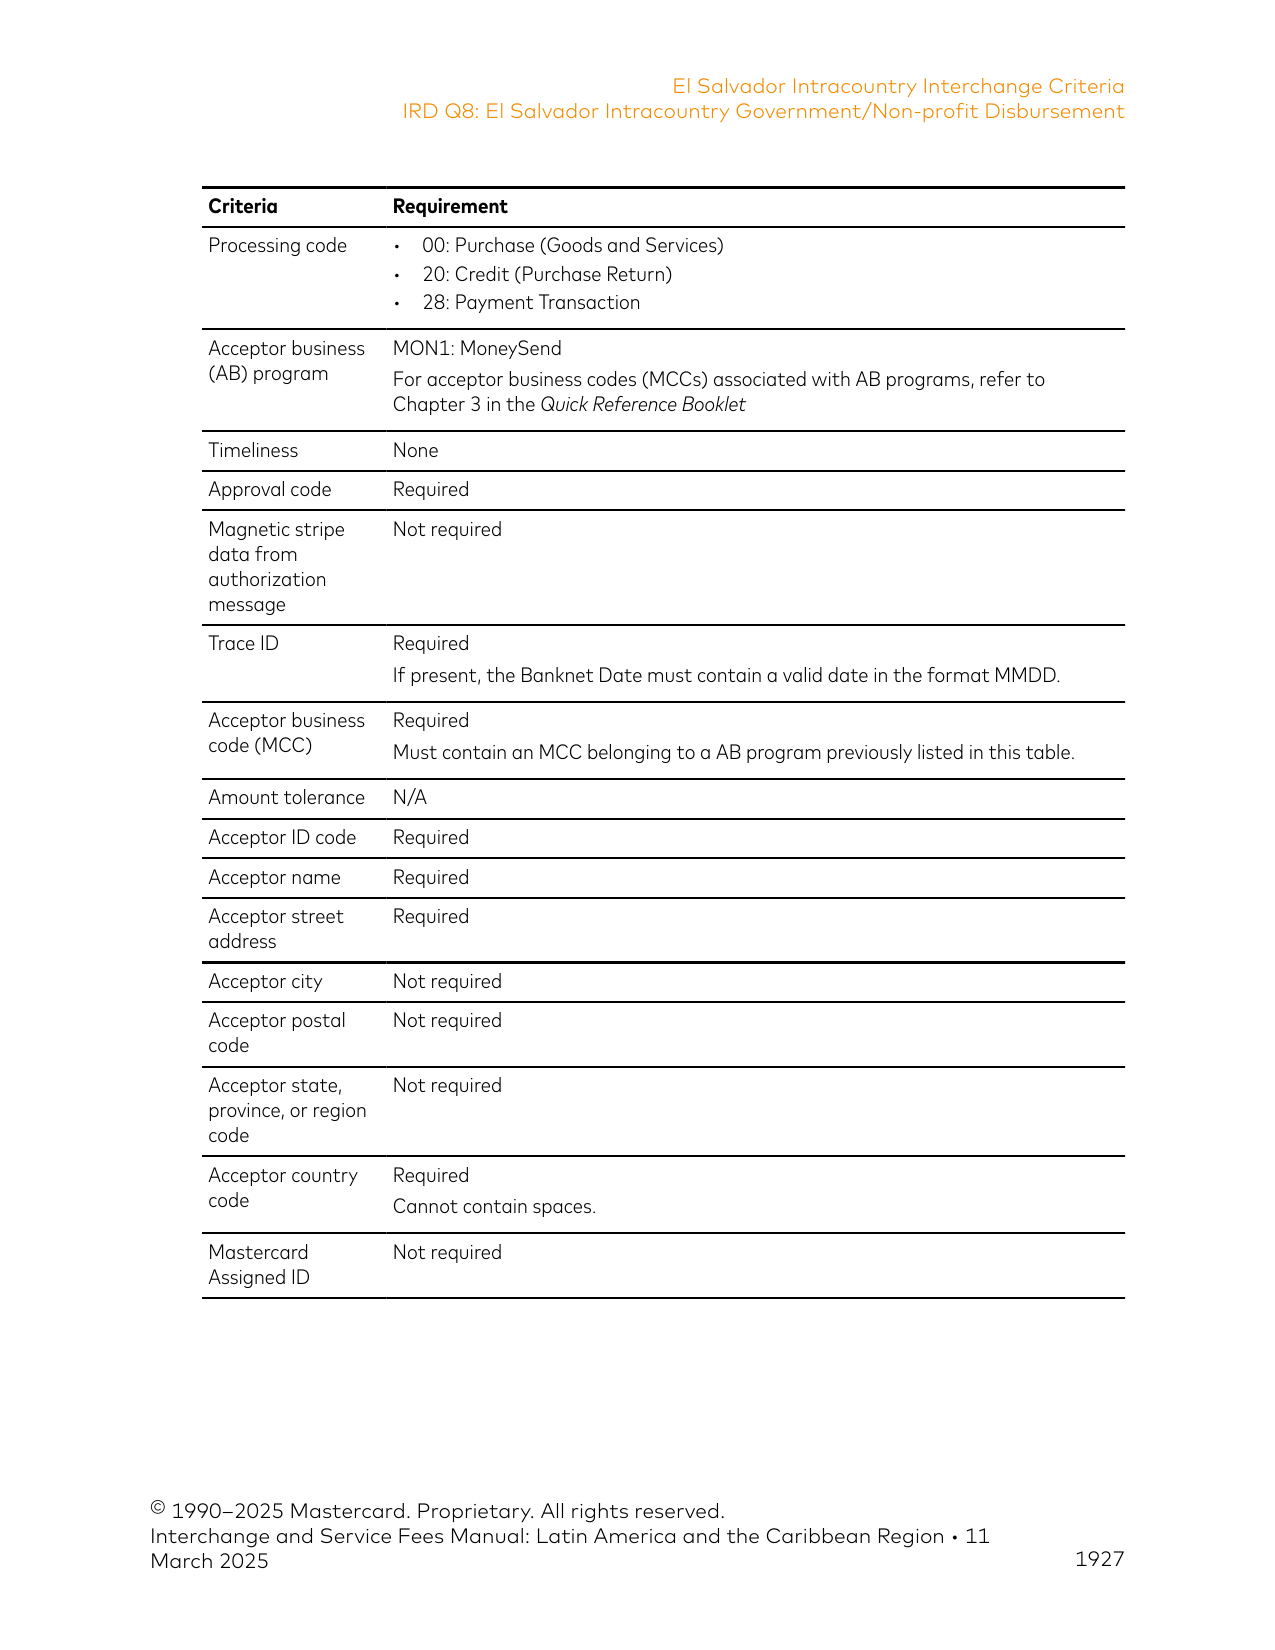 El Salvador Intracountry Interchange Criteria
IRD Q8: El Salvador Intracountry Government/Non-profit Disbursement
Criteria Requirement
Processing code • 00: Purchase (Goods and Services)
• 20: Credit (Purchase Return)
• 28: Payment Transaction
Acceptor business MON1: MoneySend
(AB) program
For acceptor business codes (MCCs) associated with AB programs, refer to
Chapter 3 in the Quick Reference Booklet
Timeliness None
Approval code Required
Magnetic stripe Not required
data from
authorization
message
Trace ID Required
If present, the Banknet Date must contain a valid date in the format MMDD.
Acceptor business Required
code (MCC)
Must contain an MCC belonging to a AB program previously listed in this table.
Amount tolerance N/A
Acceptor ID code Required
Acceptor name Required
Acceptor street Required
address
Acceptor city Not required
Acceptor postal Not required
code
Acceptor state, Not required
province, or region
code
Acceptor country Required
code
Cannot contain spaces.
Mastercard Not required
Assigned ID
© 1990–2025 Mastercard. Proprietary. All rights reserved.
Interchange and Service Fees Manual: Latin America and the Caribbean Region • 11
March 2025 1927